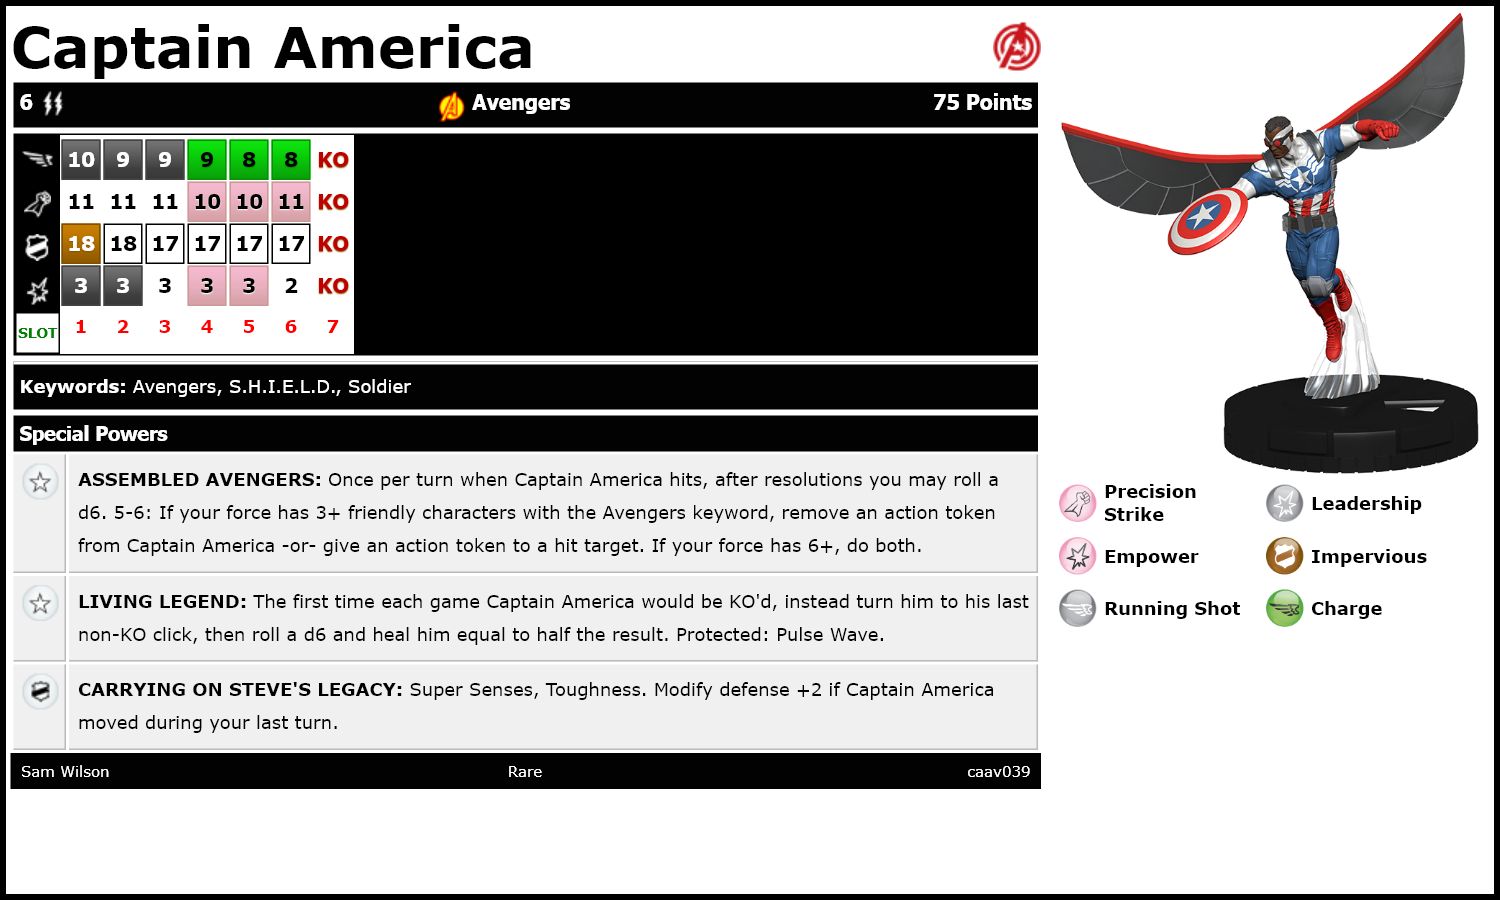 Captain America
6 Avengers 75 Points
10 9 9 9 8 8 KO
11 11 11 10 10 11 KO
18 18 17 17 17 17 KO
3 3 3 3 3 2 KO
SLOT 1 2 3 4 5 6 7
Keywords: Avengers, S.H.I.E.L.D., Soldier
Special Powers
ASSEMBLED AVENGERS: Once per turn when Captain America hits, after resolutions you may roll a
d6. 5-6: If your force has 3+ friendly characters with the Avengers keyword, remove an action token
from Captain America -or- give an action token to a hit target. If your force has 6+, do both.
LIVING LEGEND: The first time each game Captain America would be KO'd, instead turn him to his last
non-KO click, then roll a d6 and heal him equal to half the result. Protected: Pulse Wave.
CARRYING ON STEVE'S LEGACY: Super Senses, Toughness. Modify defense +2 if Captain America
moved during your last turn.
Sam Wilson Rare caav039
Precision
Strike
Leadership
Empower
Impervious
Running Shot
Charge